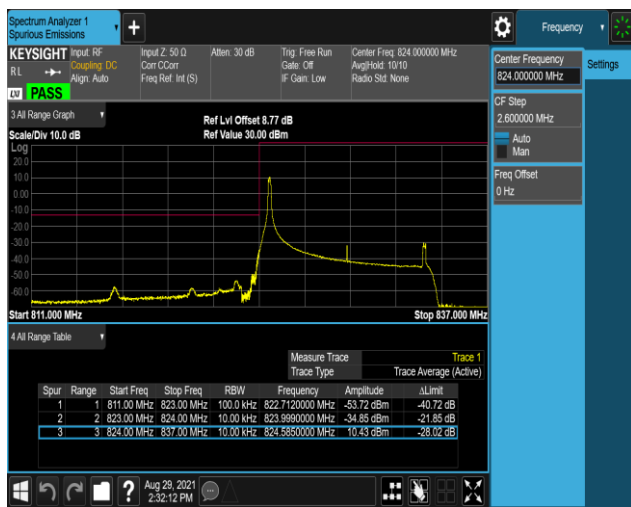 Spectrum Analyzer 1
Spurious Emissions
Frequency
KEYSIGHT Input: RF Input Z: 50 Ω Atten: 30 dB Trig: Free Run Center Freq: 824.000000 MHz
Coupling: DC Corr CCorr Gate: Off Avg|Hold: 10/10
RL Align: Auto Freq Ref: Int (S) IF Gain: Low Radio Std: None
LXI PASS
Center Frequency
824.000000 MHz
Settings
CF Step
2.600000 MHz
Auto
Man
Freq Offset
0 Hz
3 All Range Graph
Ref Lvl Offset 8.77 dB
Scale/Div 10.0 dB Ref Value 30.00 dBm
Log
20.0
10.0
0.00
-10.0
-20.0
-30.0
-40.0
-50.0
-60.0
Start 811.000 MHz Stop 837.000 MHz
4 All Range Table
Measure Trace Trace 1
Trace Type Trace Average (Active)
Spur Range Start Freq Stop Freq RBW Frequency Amplitude ΔLimit
1 1 811.00 MHz 823.00 MHz 100.0 kHz 822.7120000 MHz -53.72 dBm -40.72 dB
2 2 823.00 MHz 824.00 MHz 10.00 kHz 823.9990000 MHz -34.85 dBm -21.85 dB
3 3 824.00 MHz 837.00 MHz 10.00 kHz 824.5850000 MHz 10.43 dBm -28.02 dB
Aug 29, 2021
2:32:12 PM